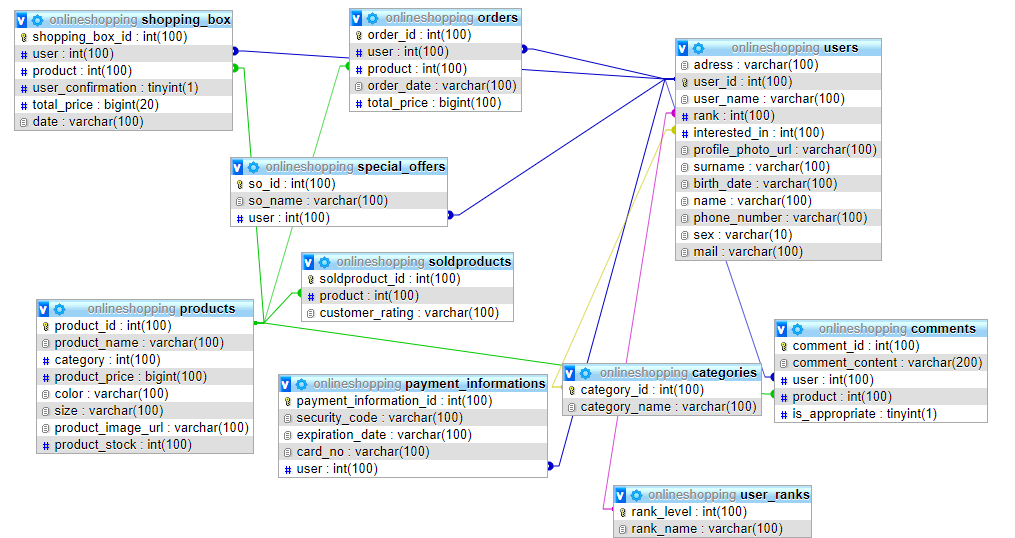 onlineshopping shopping_box
shopping_box_id : int(100)
user : int(100)
product : int(100)
user_confirmation : tinyint(1)
total_price : bigint(20)
date : varchar(100)
onlineshopping orders
order_id : int(100)
user : int(100)
product : int(100)
order_date : varchar(100)
total_price : bigint(100)
onlineshopping users
adress : varchar(100)
user_id : int(100)
user_name : varchar(100)
rank : int(100)
interested_in : int(100)
profile_photo_url : varchar(100)
surname : varchar(100)
birth_date : varchar(100)
name : varchar(100)
phone_number : varchar(100)
sex : varchar(10)
mail : varchar(100)
onlineshopping special_offers
so_id : int(100)
so_name : varchar(100)
user : int(100)
onlineshopping soldproducts
soldproduct_id : int(100)
product : int(100)
customer_rating : varchar(100)
onlineshopping products
product_id : int(100)
product_name : varchar(100)
category : int(100)
product_price : bigint(100)
color : varchar(100)
size : varchar(100)
product_image_url : varchar(100)
product_stock : int(100)
onlineshopping payment_informations
payment_information_id : int(100)
security_code : varchar(100)
expiration_date : varchar(100)
card_no : varchar(100)
user : int(100)
onlineshopping categories
category_id : int(100)
category_name : varchar(100)
onlineshopping comments
comment_id : int(100)
comment_content : varchar(200)
user : int(100)
product : int(100)
is_appropriate : tinyint(1)
onlineshopping user_ranks
rank_level : int(100)
rank_name : varchar(100)